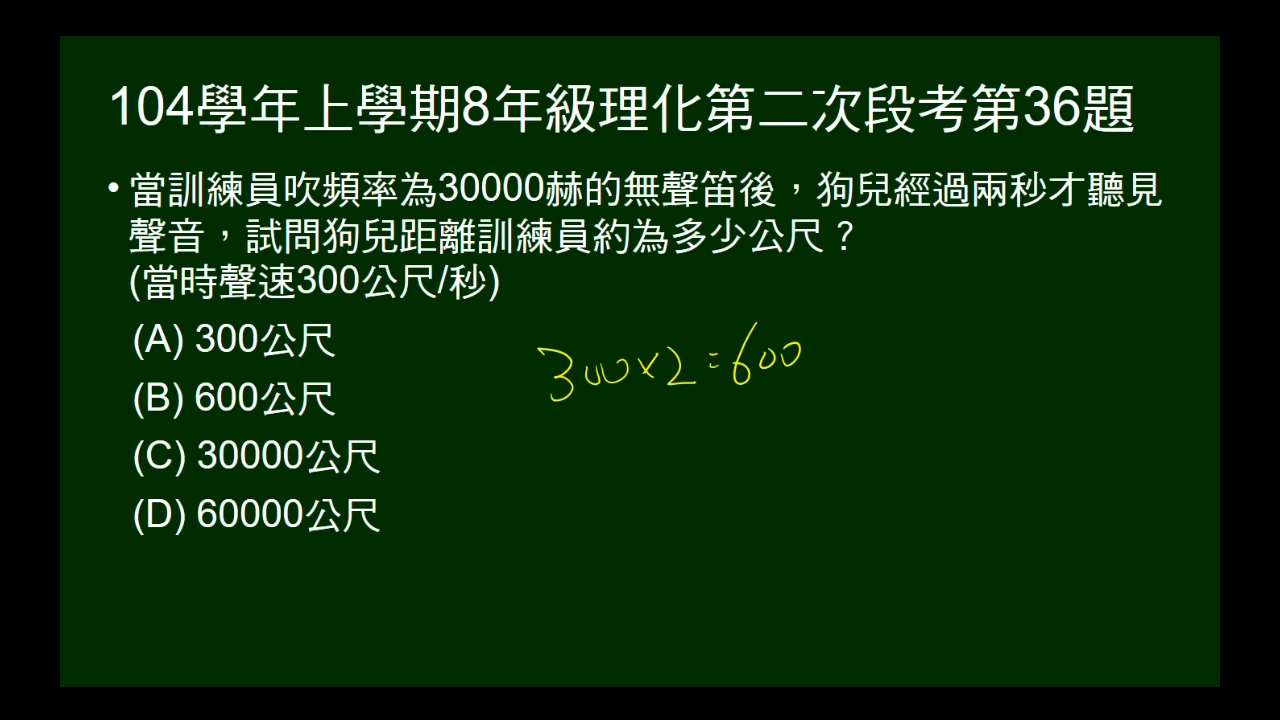 104學年上學期8年級理化第二次段考第36題
• 當訓練員吹頻率為30000赫的無聲笛後，狗兒經過兩秒才聽見
聲音，試問狗兒距離訓練員約為多少公尺？
(當時聲速300公尺/秒)
(A) 300公尺
300×2=600
(B) 600公尺
(C) 30000公尺
(D) 60000公尺